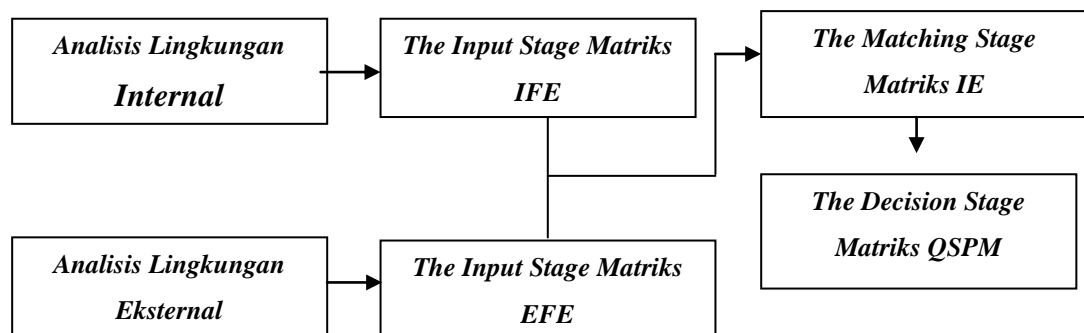 Analisis Lingkungan
Internal
The Input Stage Matriks
IFE
The Matching Stage
Matriks IE
The Decision Stage
Matriks QSPM
Analisis Lingkungan
Eksternal
The Input Stage Matriks
EFE